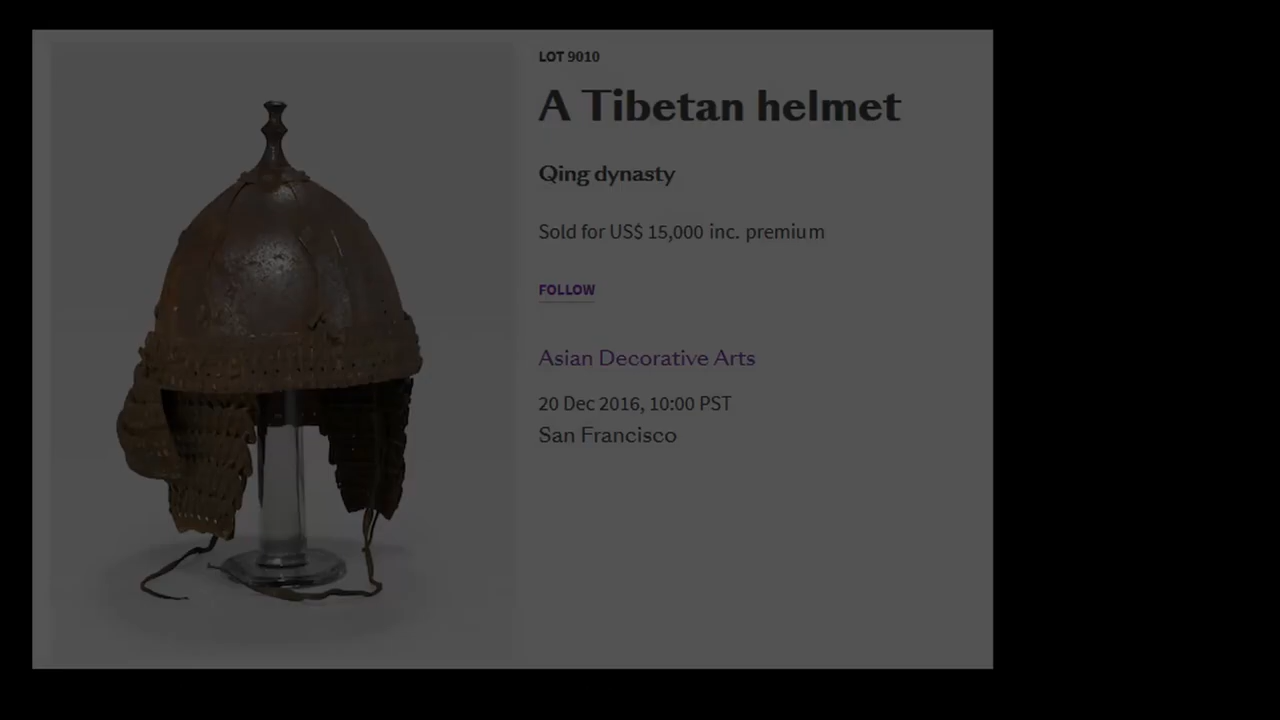 LOT 9010
A Tibetan helmet
Qing dynasty
Sold for US$ 15,000 inc. premium
FOLLOW
Asian Decorative Arts
20 Dec 2016, 10:00 PST
San Francisco